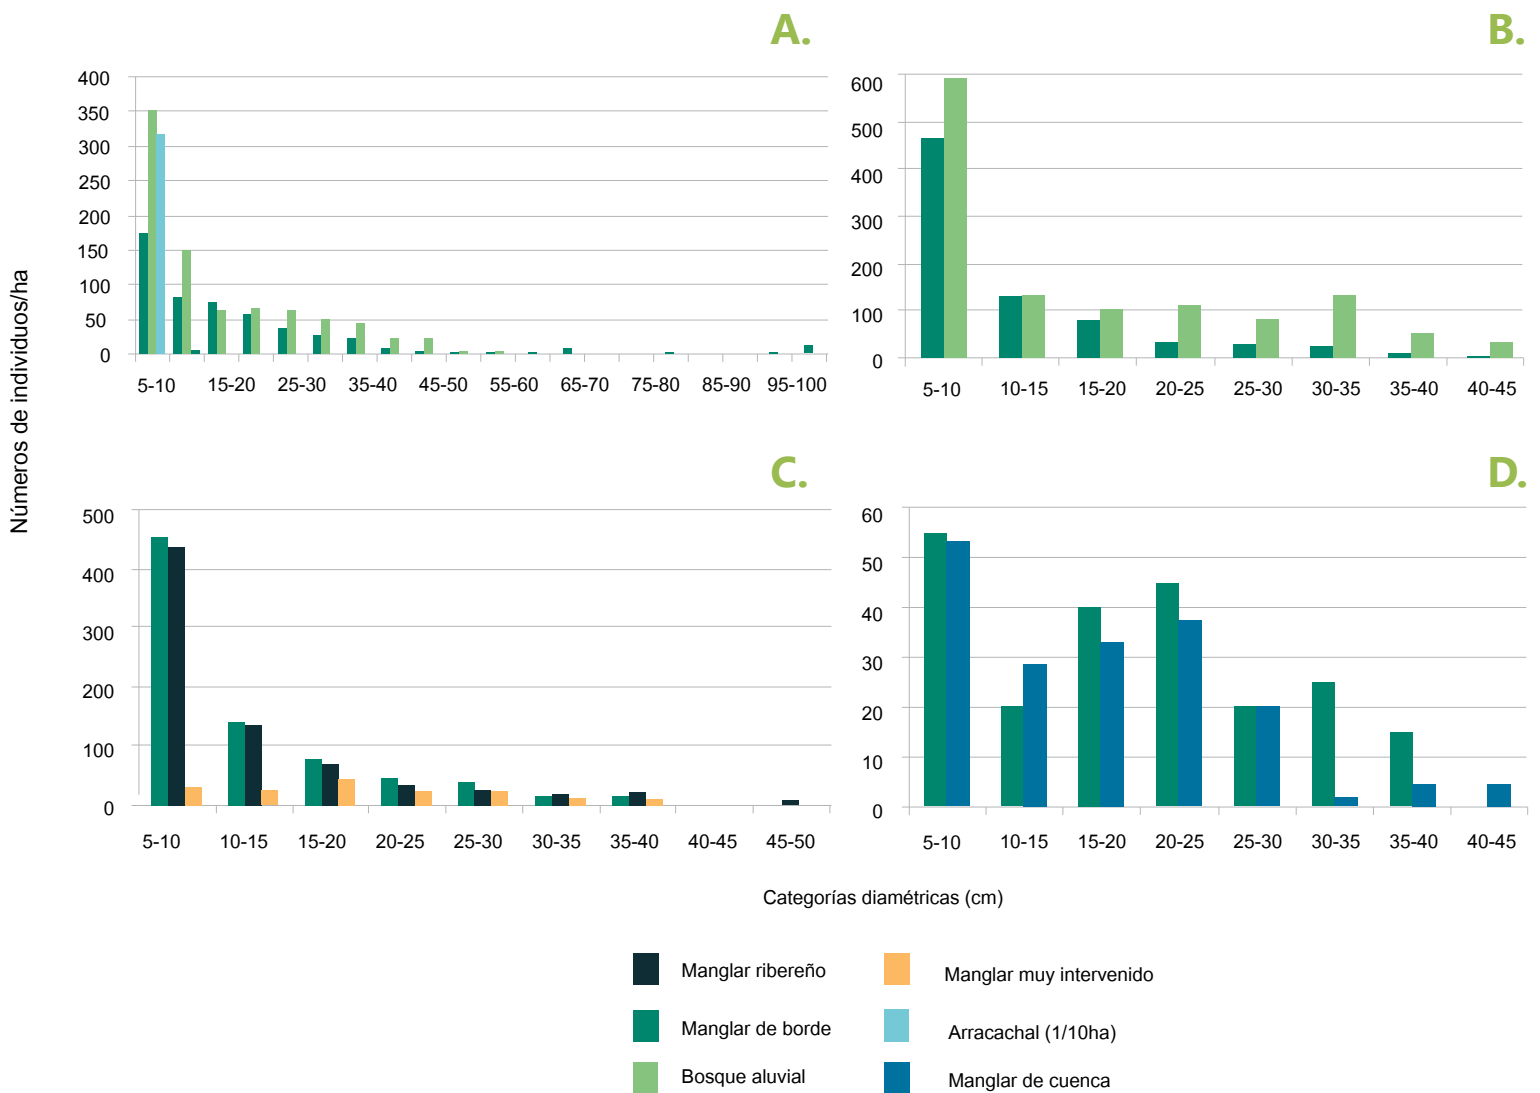 A.
400
350
300
250
200
150
100
50
0
5-10 15-20 25-30 35-40 45-50 55-60 65-70 75-80 85-90 95-100
B.
600
500
400
300
200
100
0
5-10 10-15 15-20 20-25 25-30 30-35 35-40 40-45
Números de individuos/ha
C.
500
400
300
200
100
0
5-10 10-15 15-20 20-25 25-30 30-35 35-40 40-45 45-50
D.
60
50
40
30
20
10
0
5-10 10-15 15-20 20-25 25-30 30-35 35-40 40-45
Categorías diamétricas (cm)
Manglar ribereño
Manglar de borde
Bosque aluvial
Manglar muy intervenido
Arracachal (1/10ha)
Manglar de cuenca